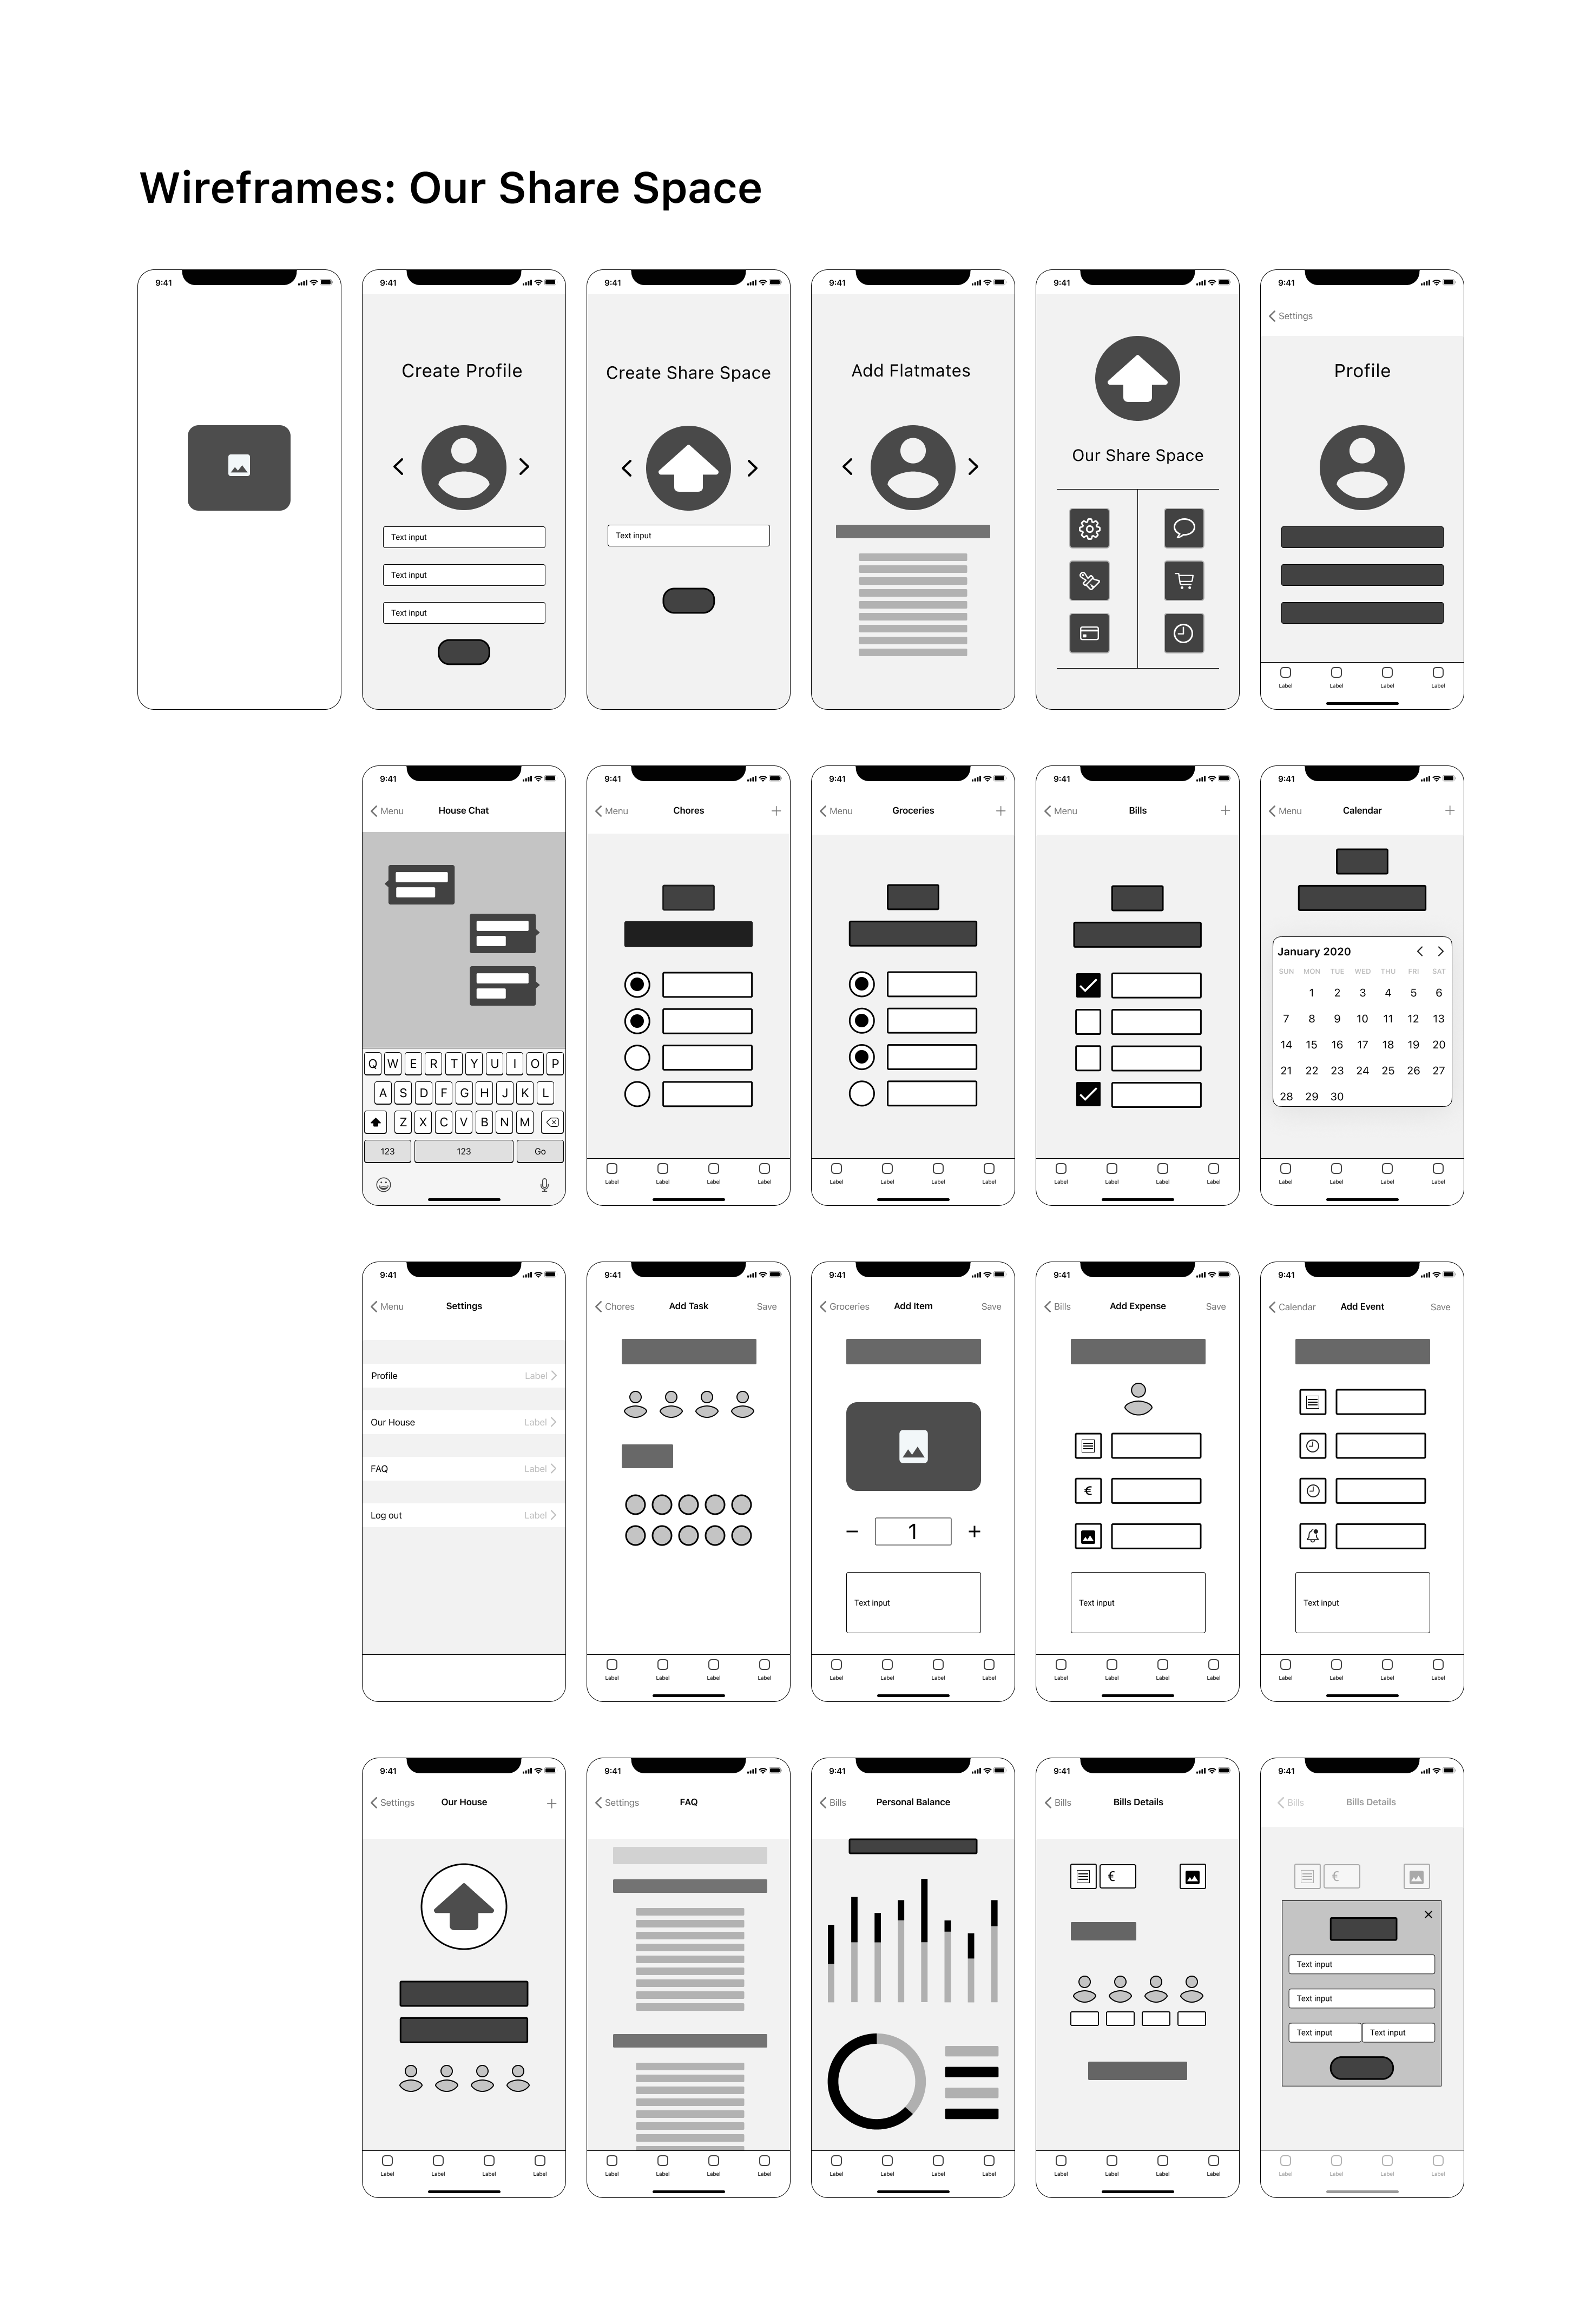 Wireframes: Our Share Space
9:41
9:41
Create Profile
Text input
Text input
Text input
9:41
Create Share Space
Text input
9:41
Add Flatmates
9:41
Our Share Space
9:41
Settings
Profile
Label Label Label Label
9:41
Menu House Chat
Q W E R T Y U I O P
A S D F G H J K L
Z X C V B N M
123 123 Go
9:41
Menu Chores +
Label Label Label Label
9:41
Menu Groceries +
Label Label Label Label
9:41
Menu Bills +
Label Label Label Label
9:41
Menu Calendar +
January 2020
SUN MON TUE WED THU FRI SAT
1 2 3 4 5 6
7 8 9 10 11 12 13
14 15 16 17 18 19 20
21 22 23 24 25 26 27
28 29 30
Label Label Label Label
9:41
Menu Settings
Profile Label
Our House Label
FAQ Label
Log out Label
9:41
Chores Add Task Save
Label Label Label Label
9:41
Groceries Add Item Save
− 1 +
Text input
Label Label Label Label
9:41
Bills Add Expense Save
€
Text input
Label Label Label Label
9:41
Calendar Add Event Save
Text input
Label Label Label Label
9:41
Settings Our House +
Label Label Label Label
9:41
Settings FAQ
Label Label Label Label
9:41
Bills Personal Balance
Label Label Label Label
9:41
Bills Bills Details
€
Label Label Label Label
9:41
Bills Bills Details
€
Text input
Text input
Text input Text input
Label Label Label Label